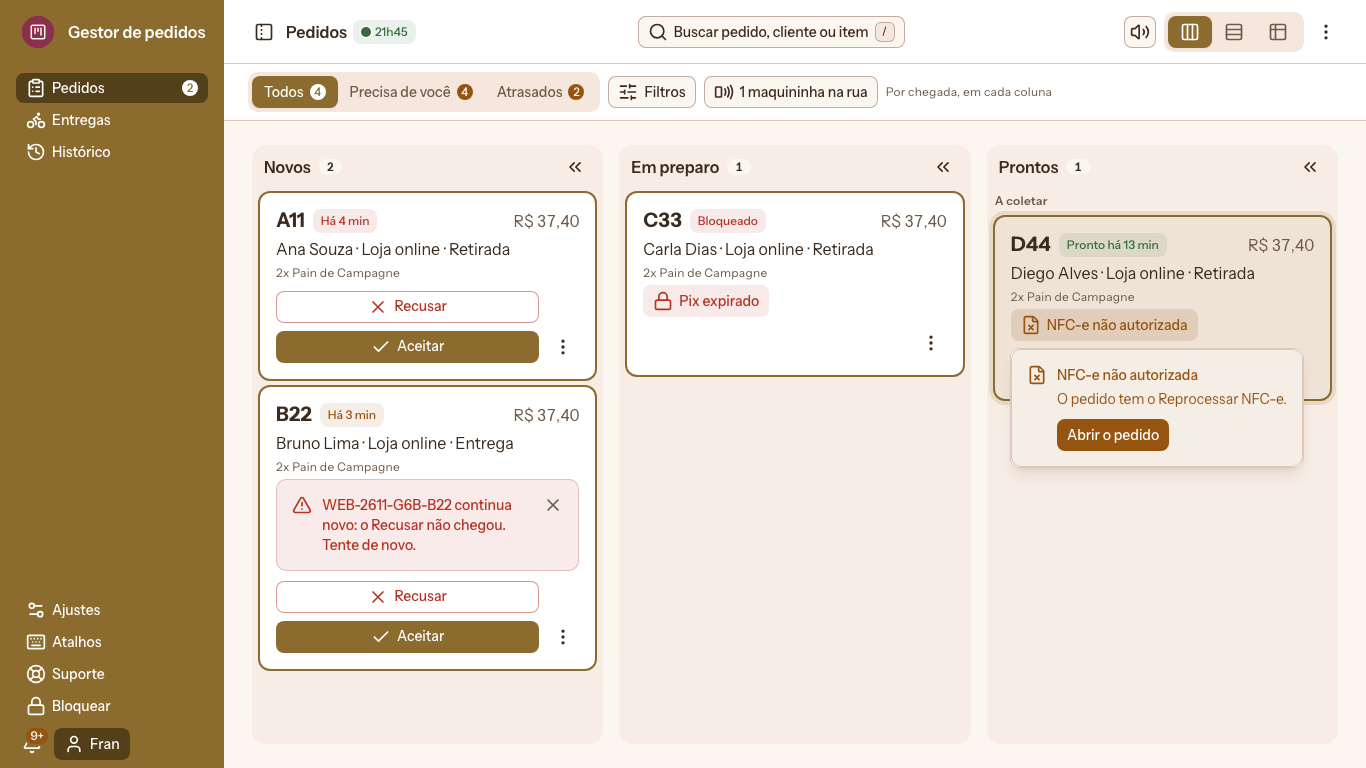 Gestor de pedidos
Pedidos 2
Entregas
Histórico
Ajustes
Atalhos
Suporte
Bloquear
9+
Fran
Pedidos 21h45
Buscar pedido, cliente ou item /
Todos 4 Precisa de você 4 Atrasados 2 Filtros 1 maquininha na rua Por chegada, em cada coluna
Novos 2
A11 Há 4 min R$ 37,40
Ana Souza · Loja online · Retirada
2x Pain de Campagne
Recusar
Aceitar
B22 Há 3 min R$ 37,40
Bruno Lima · Loja online · Entrega
2x Pain de Campagne
WEB-2611-G6B-B22 continua
novo: o Recusar não chegou.
Tente de novo.
Recusar
Aceitar
Em preparo 1
C33 Bloqueado R$ 37,40
Carla Dias · Loja online · Retirada
2x Pain de Campagne
Pix expirado
Prontos 1
A coletar
D44 Pronto há 13 min R$ 37,40
Diego Alves · Loja online · Retirada
2x Pain de Campagne
NFC-e não autorizada
NFC-e não autorizada
O pedido tem o Reprocessar NFC-e.
Abrir o pedido